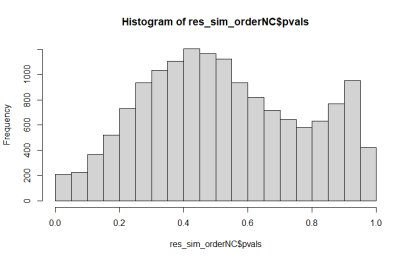 Histogram of res_sim_orderNC$pvals
Frequency
0 200 400 600 800 1000
0.0 0.2 0.4 0.6 0.8 1.0
res_sim_orderNC$pvals